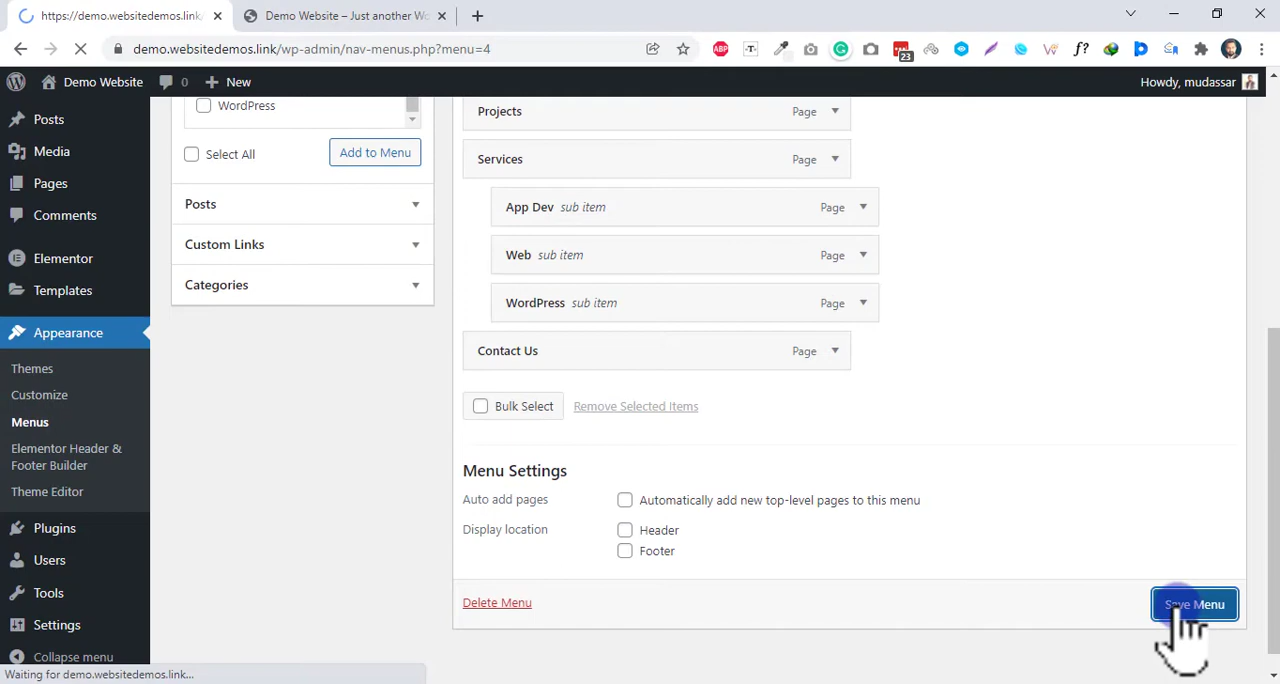 https://demo.websitedemos.link/
Demo Website – Just another Wo
demo.websitedemos.link/wp-admin/nav-menus.php?menu=4
ABP
-T-
23
f?
Demo Website
0
New
Howdy, mudassar
Posts
Media
Pages
Comments
Elementor
Templates
Appearance
Themes
Customize
Menus
Elementor Header &
Footer Builder
Theme Editor
Plugins
Users
Tools
Settings
Collapse menu
WordPress
Select All
Add to Menu
Posts
Custom Links
Categories
Projects Page
Services Page
App Dev sub item Page
Web sub item Page
WordPress sub item Page
Contact Us Page
Bulk Select Remove Selected Items
Menu Settings
Auto add pages Automatically add new top-level pages to this menu
Display location Header
Footer
Delete Menu
Save Menu
Waiting for demo.websitedemos.link...